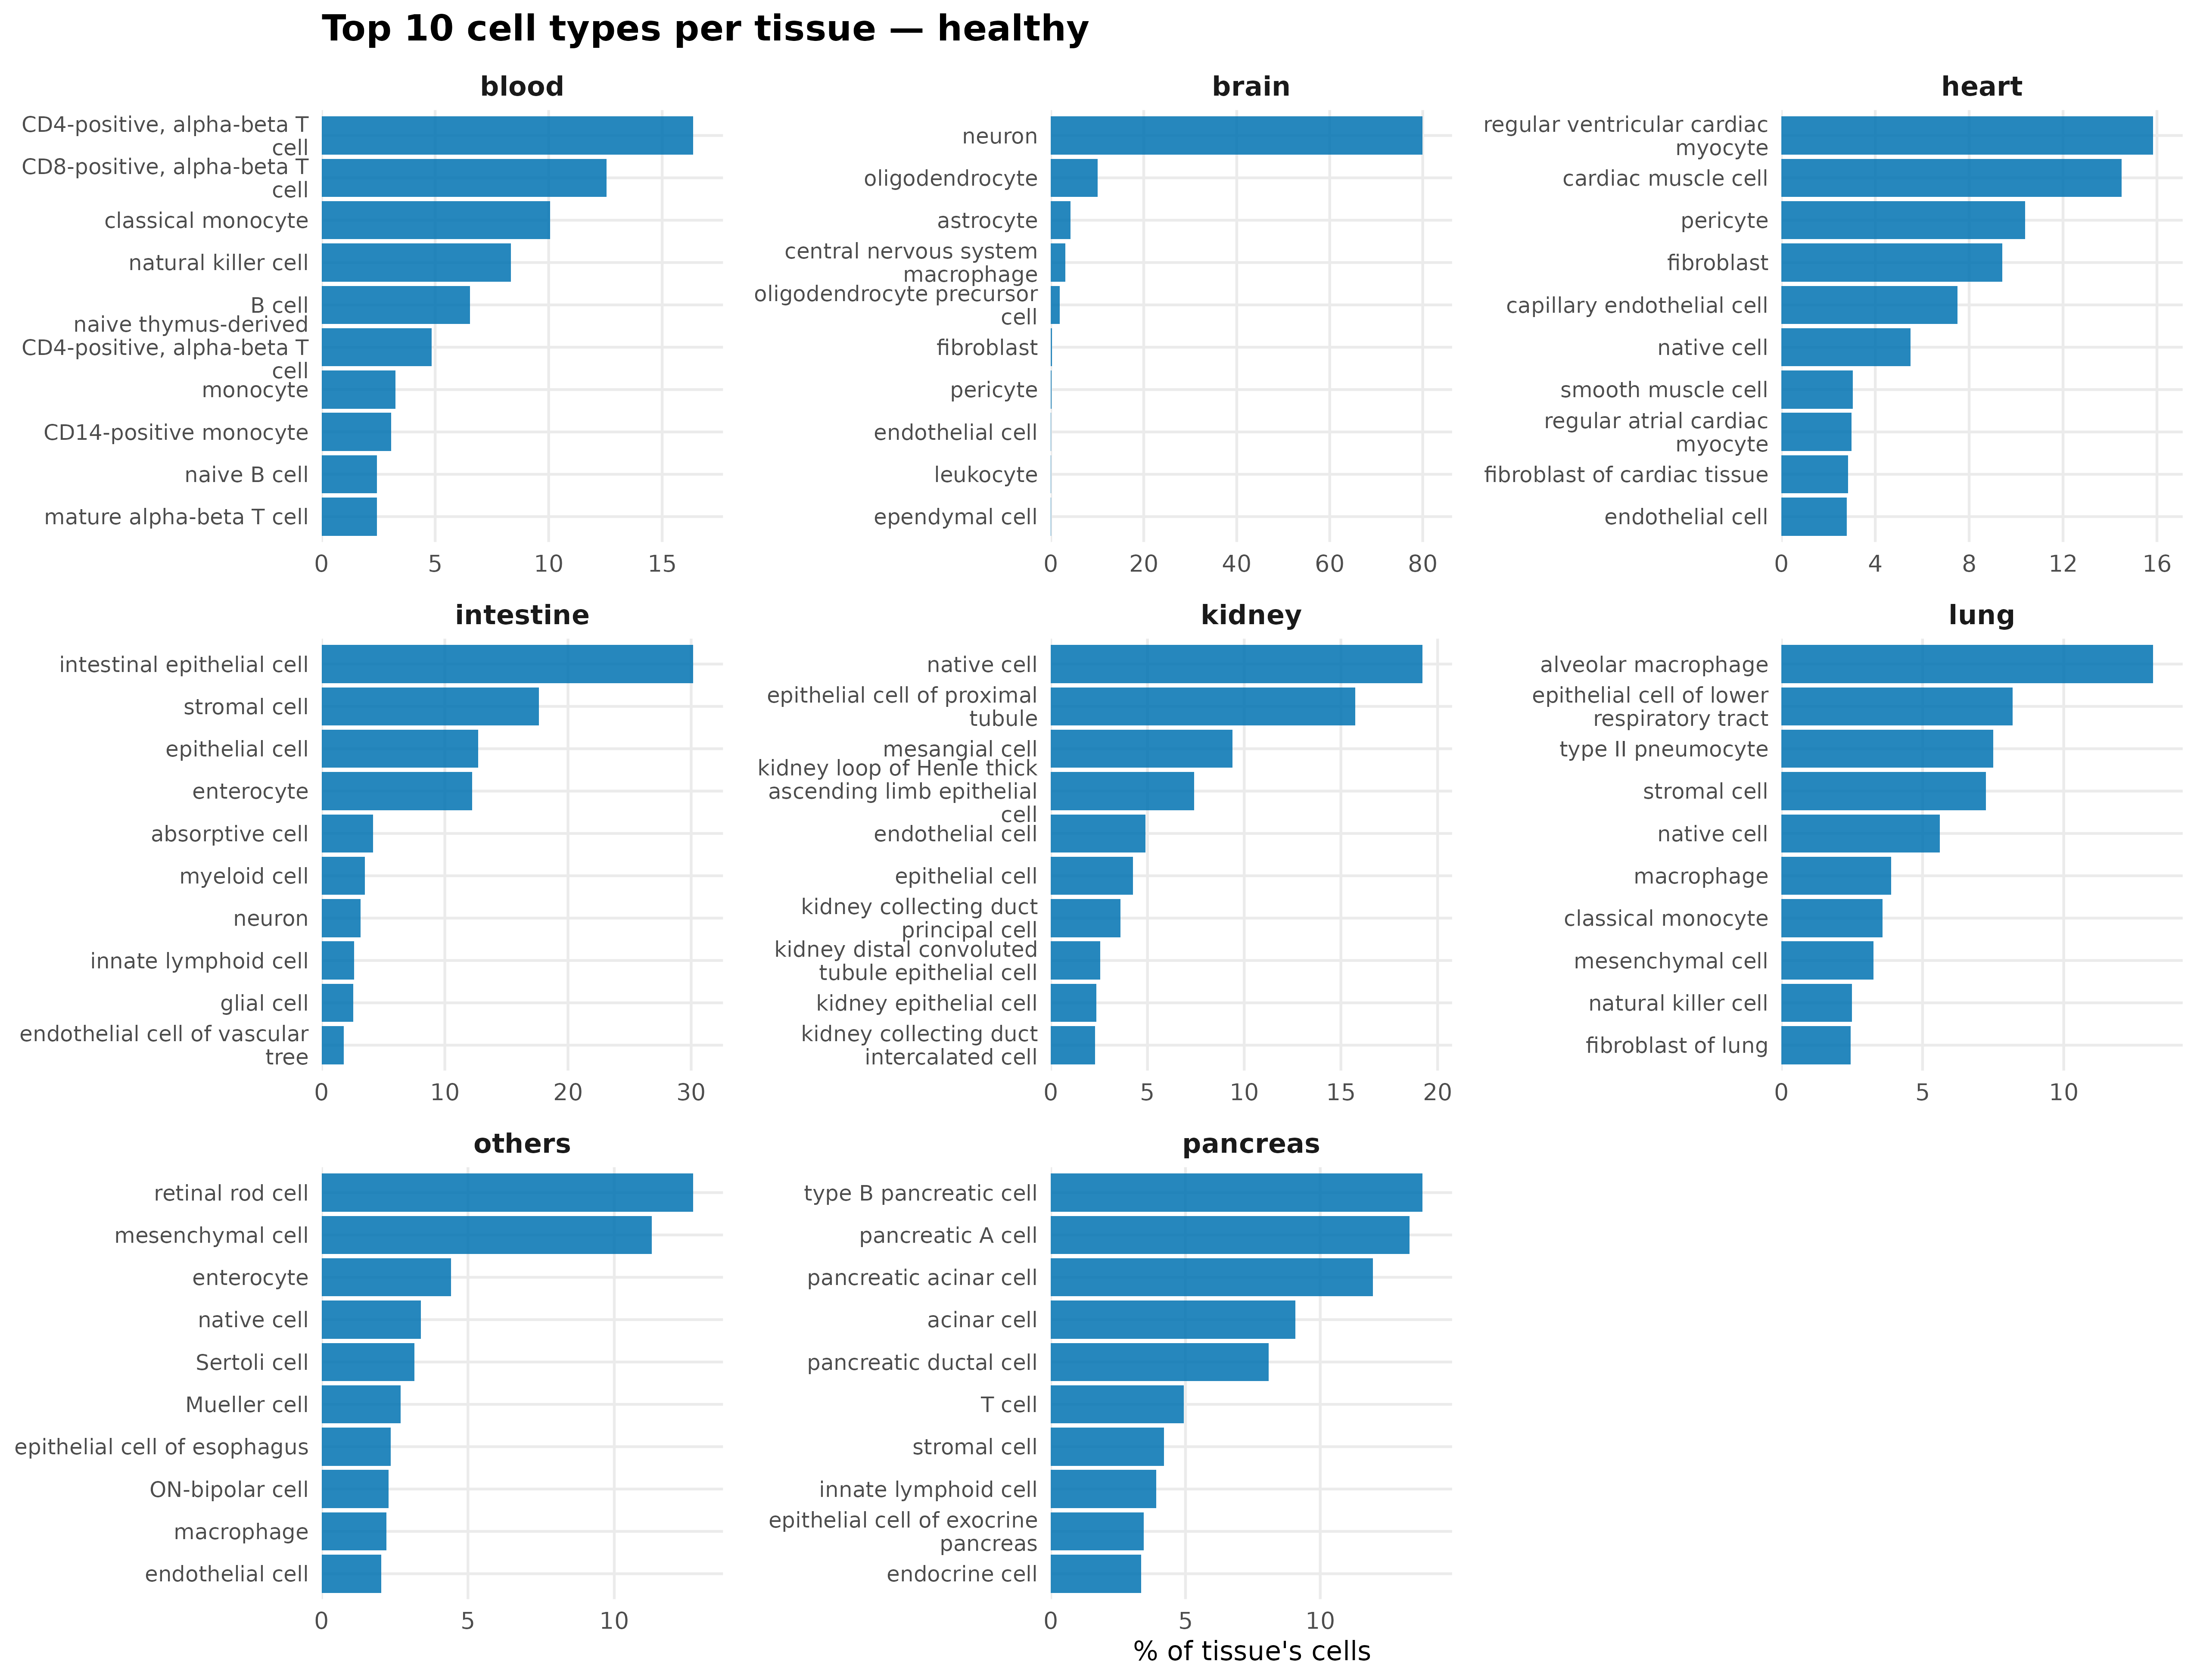 Top 10 cell types per tissue — healthy
blood
CD4-positive, alpha-beta T
cell
CD8-positive, alpha-beta T
cell
classical monocyte
natural killer cell
B cell
naive thymus-derived
CD4-positive, alpha-beta T
cell
monocyte
CD14-positive monocyte
naive B cell
mature alpha-beta T cell
0 5 10 15
brain
neuron
oligodendrocyte
astrocyte
central nervous system
macrophage
oligodendrocyte precursor
cell
fibroblast
pericyte
endothelial cell
leukocyte
ependymal cell
0 20 40 60 80
heart
regular ventricular cardiac
myocyte
cardiac muscle cell
pericyte
fibroblast
capillary endothelial cell
native cell
smooth muscle cell
regular atrial cardiac
myocyte
fibroblast of cardiac tissue
endothelial cell
0 4 8 12 16
intestine
intestinal epithelial cell
stromal cell
epithelial cell
enterocyte
absorptive cell
myeloid cell
neuron
innate lymphoid cell
glial cell
endothelial cell of vascular
tree
0 10 20 30
kidney
native cell
epithelial cell of proximal
tubule
mesangial cell
kidney loop of Henle thick
ascending limb epithelial
cell
endothelial cell
epithelial cell
kidney collecting duct
principal cell
kidney distal convoluted
tubule epithelial cell
kidney epithelial cell
kidney collecting duct
intercalated cell
0 5 10 15 20
lung
alveolar macrophage
epithelial cell of lower
respiratory tract
type II pneumocyte
stromal cell
native cell
macrophage
classical monocyte
mesenchymal cell
natural killer cell
fibroblast of lung
0 5 10
others
retinal rod cell
mesenchymal cell
enterocyte
native cell
Sertoli cell
Mueller cell
epithelial cell of esophagus
ON-bipolar cell
macrophage
endothelial cell
0 5 10
pancreas
type B pancreatic cell
pancreatic A cell
pancreatic acinar cell
acinar cell
pancreatic ductal cell
T cell
stromal cell
innate lymphoid cell
epithelial cell of exocrine
pancreas
endocrine cell
0 5 10
% of tissue's cells